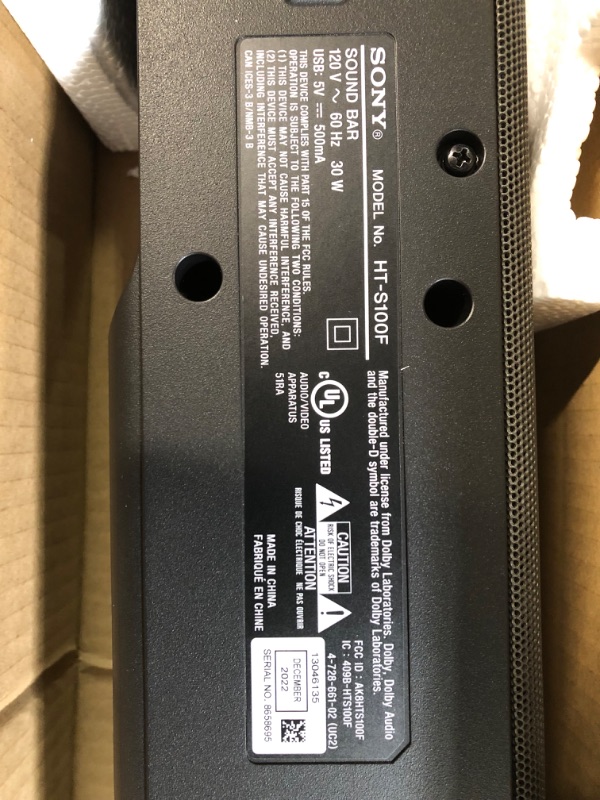 SONY® MODEL No. HT-S100F
SOUND BAR
120 V ~ 60 Hz 30 W
USB: 5V ⎓ 500mA
THIS DEVICE COMPLIES WITH PART 15 OF THE FCC RULES.
OPERATION IS SUBJECT TO THE FOLLOWING TWO CONDITIONS:
(1) THIS DEVICE MAY NOT CAUSE HARMFUL INTERFERENCE, AND
(2) THIS DEVICE MUST ACCEPT ANY INTERFERENCE RECEIVED,
INCLUDING INTERFERENCE THAT MAY CAUSE UNDESIRED OPERATION.
CAN ICES-3 B/NMB-3 B
Manufactured under license from Dolby Laboratories. Dolby, Dolby Audio
and the double-D symbol are trademarks of Dolby Laboratories.
C UL US LISTED
AUDIO/VIDEO
APPARATUS
51RA
CAUTION
RISK OF ELECTRIC SHOCK
DO NOT OPEN
ATTENTION
RISQUE DE CHOC ÉLECTRIQUE NE PAS OUVRIR
MADE IN CHINA
FABRIQUÉ EN CHINE
FCC ID : AK8HTS100F
IC : 409B-HTS100F
4-728-661-02 (UC2)
13046135
DECEMBER
2022
SERIAL NO. 8658695